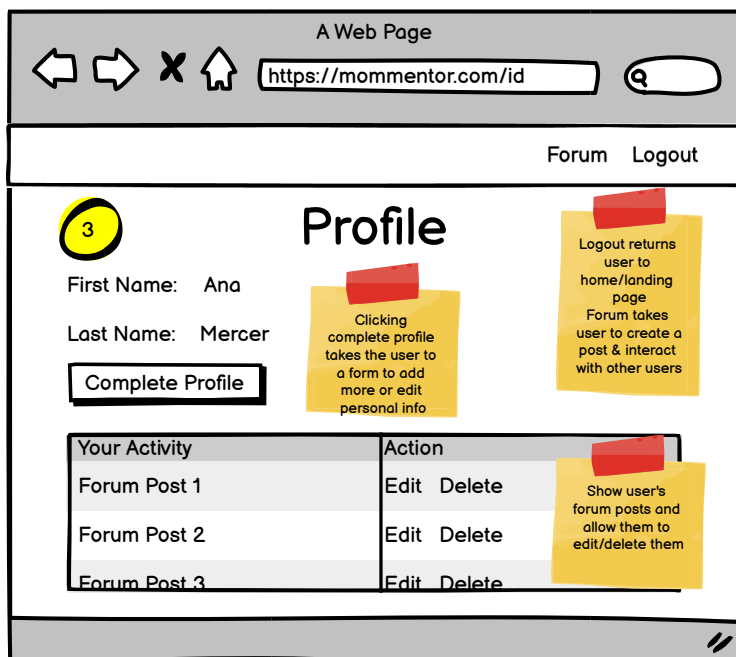 A Web Page
https://mommentor.com/id
Forum Logout
3
Profile
First Name: Ana
Last Name: Mercer
Complete Profile
Clicking
complete profile
takes the user to
a form to add
more or edit
personal info
Logout returns
user to
home/landing
page
Forum takes
user to create a
post & interact
with other users
Your Activity Action
Forum Post 1 Edit Delete
Forum Post 2 Edit Delete
Forum Post 3 Edit Delete
Show user's
forum posts and
allow them to
edit/delete them